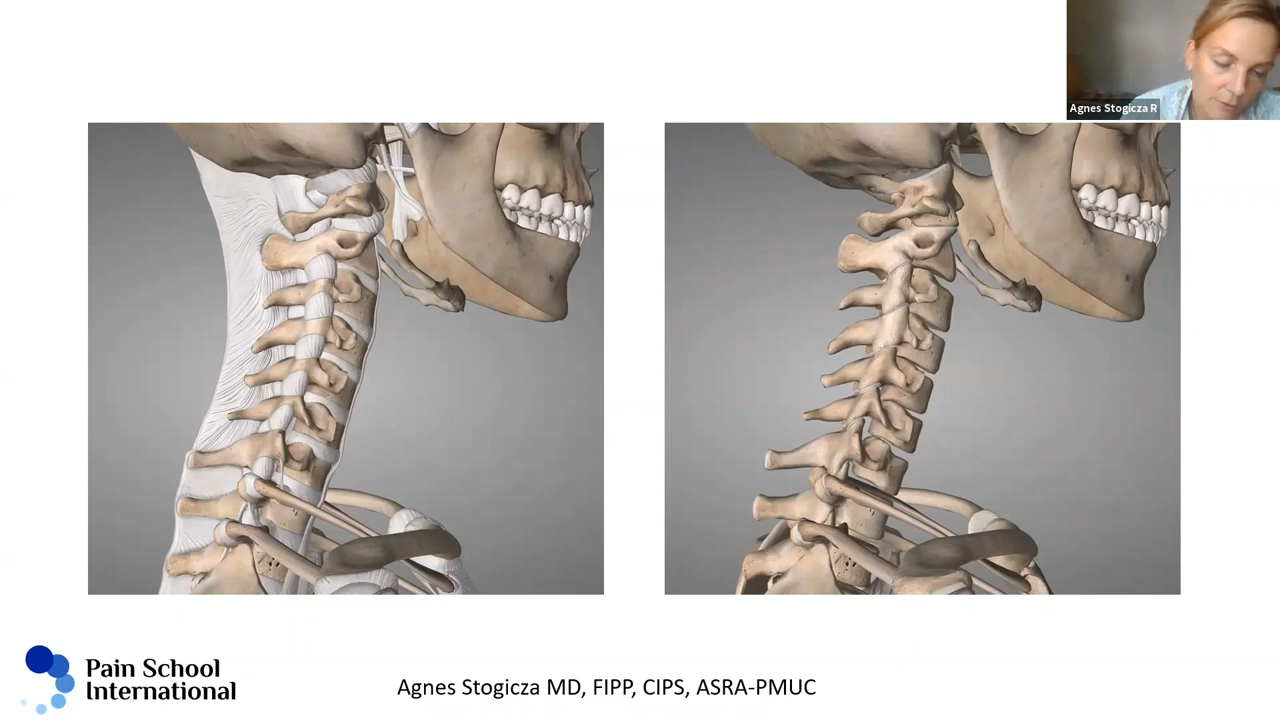 Agnes Stogicza R
Pain School
International
Agnes Stogicza MD, FIPP, CIPS, ASRA-PMUC